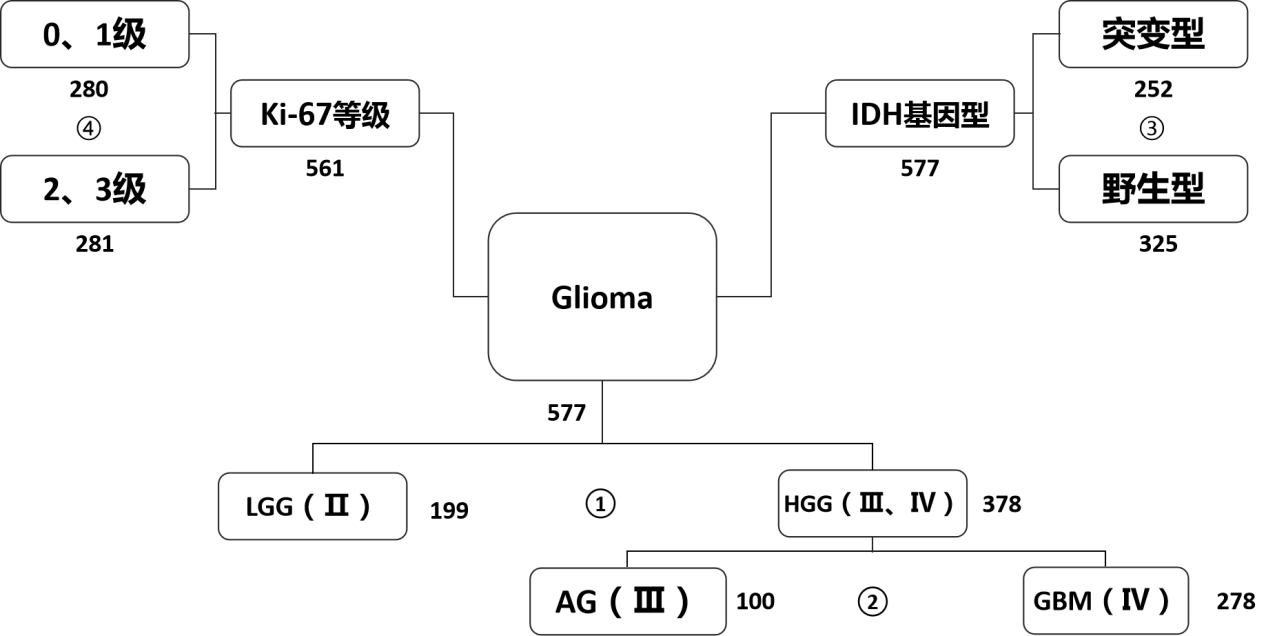 0、1级
280
④
2、3级
281
Ki-67等级
561
突变型
252
③
野生型
325
IDH基因型
577
Glioma
577
LGG（Ⅱ）
199
①
HGG（Ⅲ、Ⅳ）
378
AG（Ⅲ）
100
②
GBM（Ⅳ）
278